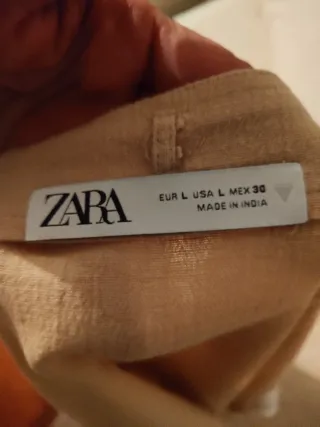 ZARA
EUR L USA L MEX 30
MADE IN INDIA